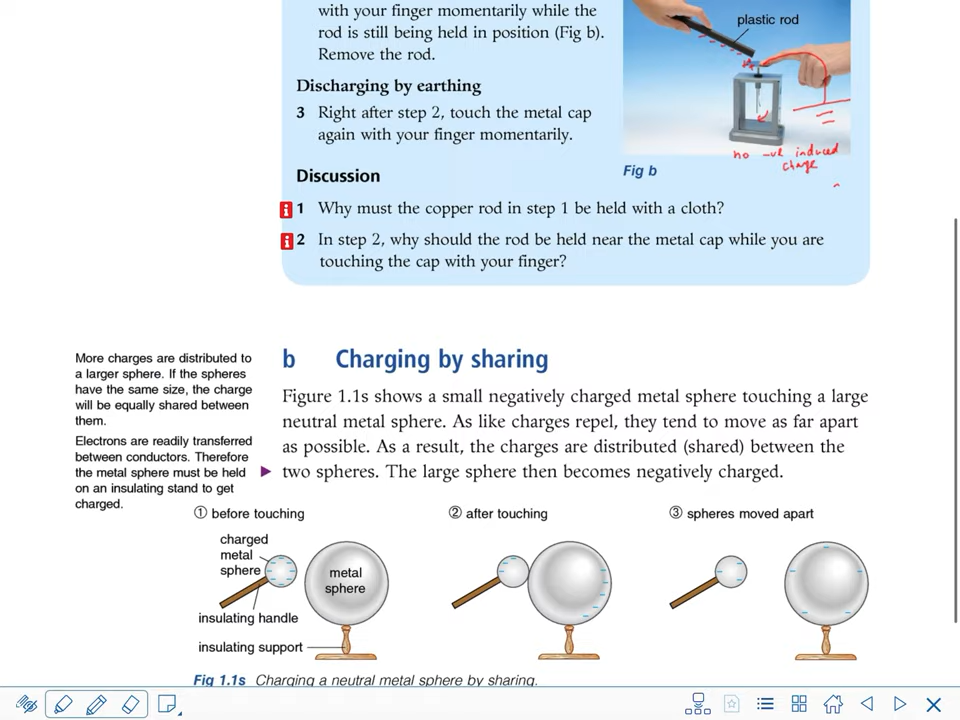 with your finger momentarily while the
rod is still being held in position (Fig b).
Remove the rod.
Discharging by earthing
3 Right after step 2, touch the metal cap
again with your finger momentarily.
plastic rod
no -ve induced
charge
Fig b
Discussion
1 Why must the copper rod in step 1 be held with a cloth?
2 In step 2, why should the rod be held near the metal cap while you are
touching the cap with your finger?
More charges are distributed to
a larger sphere. If the spheres
have the same size, the charge
will be equally shared between
them.
Electrons are readily transferred
between conductors. Therefore
the metal sphere must be held
on an insulating stand to get
charged.
b Charging by sharing
Figure 1.1s shows a small negatively charged metal sphere touching a large
neutral metal sphere. As like charges repel, they tend to move as far apart
as possible. As a result, the charges are distributed (shared) between the
two spheres. The large sphere then becomes negatively charged.
① before touching
② after touching
③ spheres moved apart
charged
metal
sphere
metal
sphere
insulating handle
insulating support
Fig 1.1s Charging a neutral metal sphere by sharing.